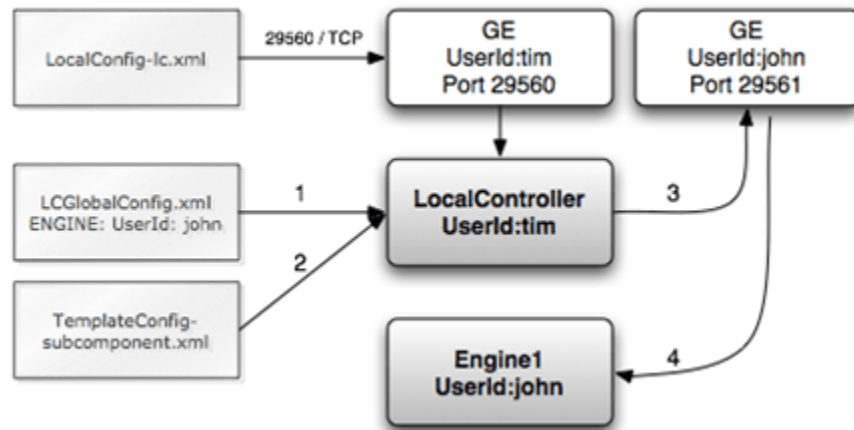 LocalConfig-lc.xml
29560 / TCP
GE
UserId:tim
Port 29560
GE
UserId:john
Port 29561
LCGlobalConfig.xml
ENGINE: UserId: john
1
LocalController
UserId:tim
3
2
TemplateConfig-
subcomponent.xml
Engine1
UserId:john
4